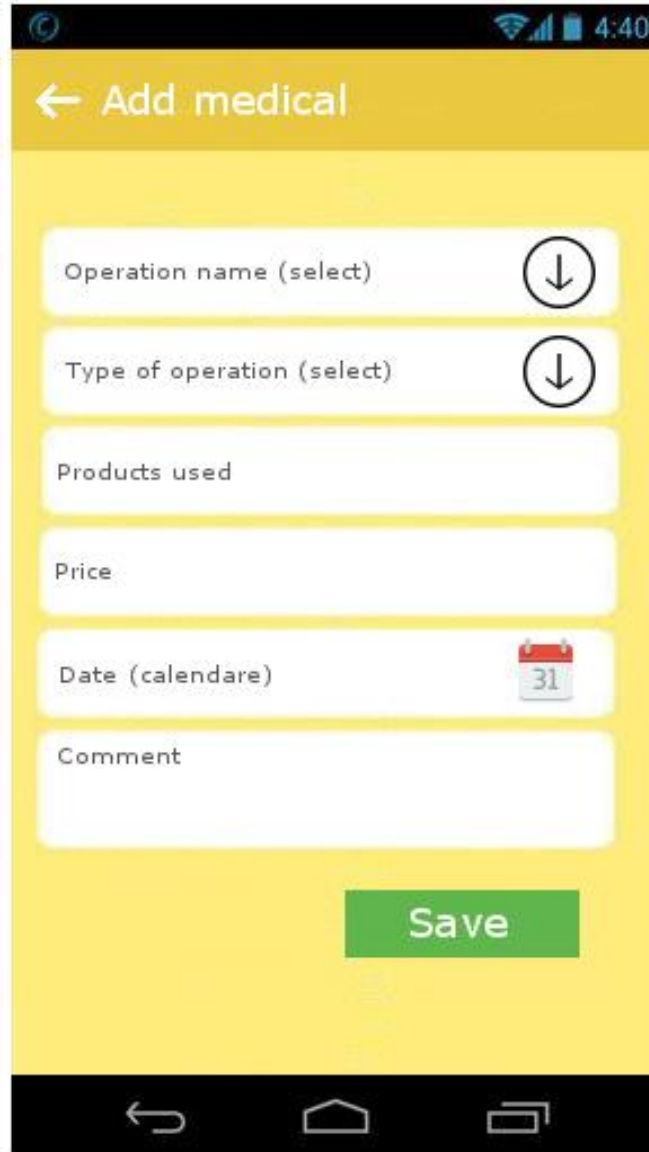 4:40
Add medical
Operation name (select)
Type of operation (select)
Products used
Price
Date (calendare)
31
Comment
Save